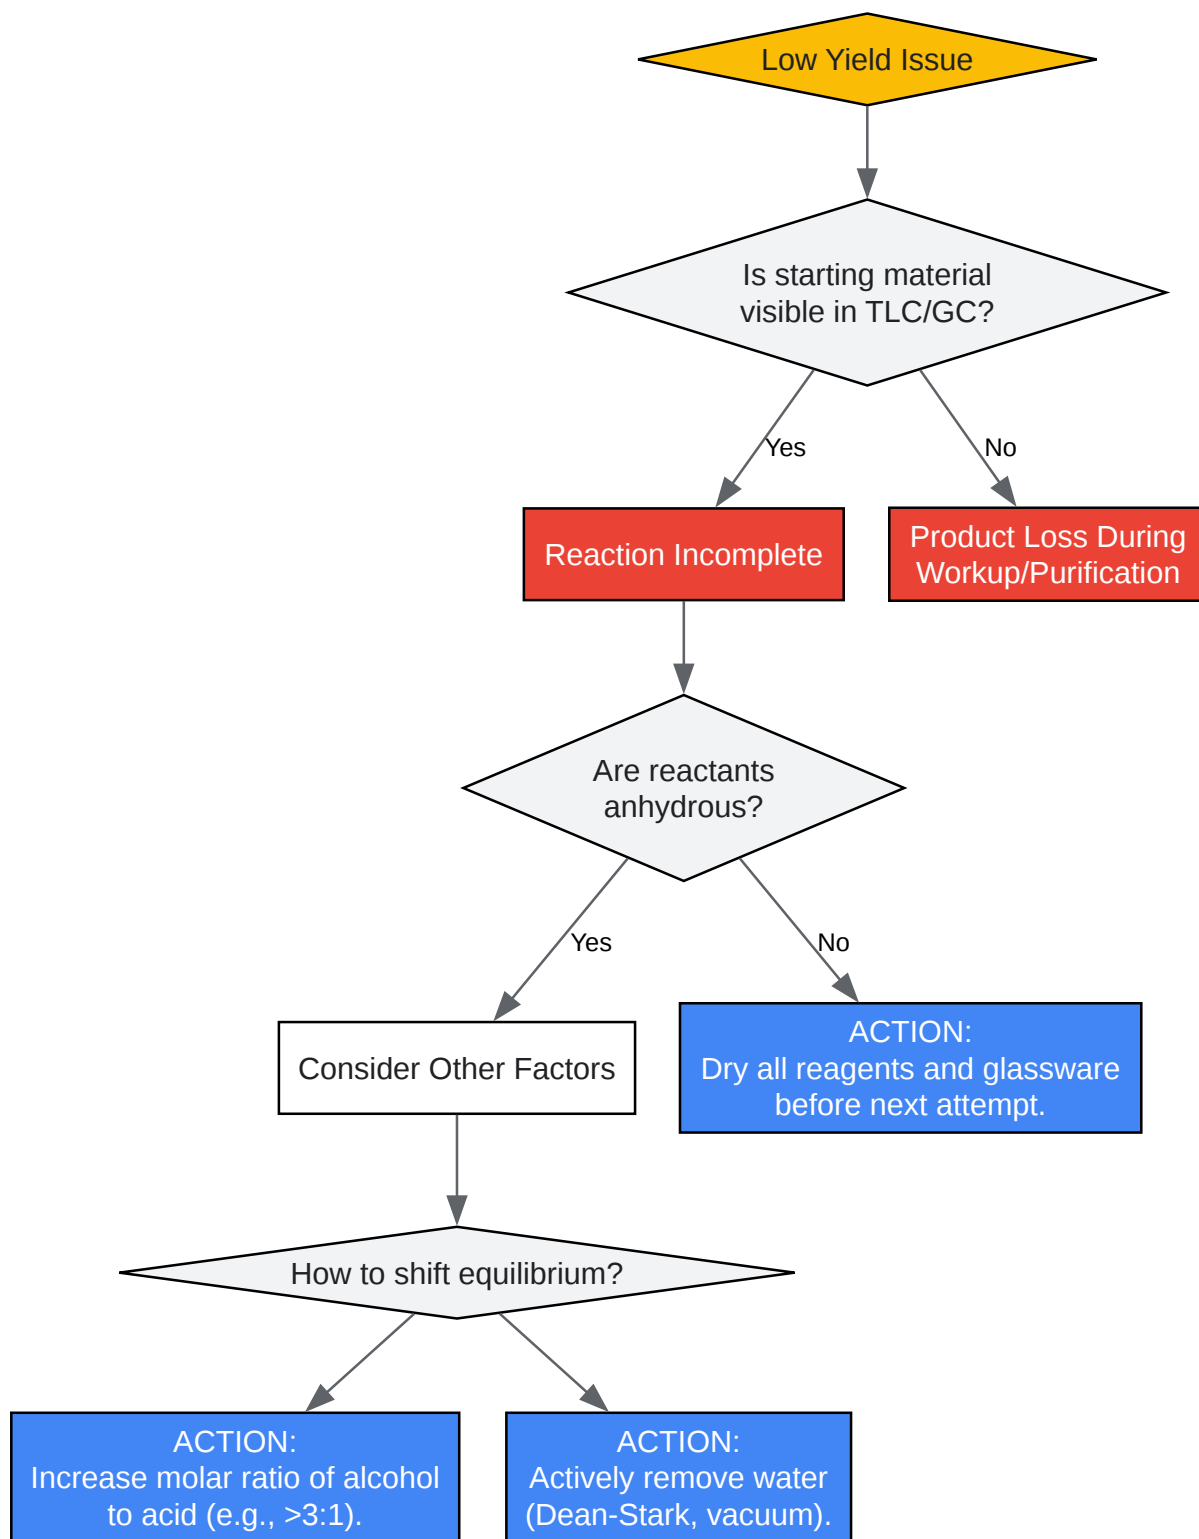 Low Yield Issue
Is starting material
visible in TLC/GC?
Yes
No
Reaction Incomplete
Product Loss During
Workup/Purification
Are reactants
anhydrous?
Yes
No
Consider Other Factors
ACTION:
Dry all reagents and glassware
before next attempt.
How to shift equilibrium?
ACTION:
Increase molar ratio of alcohol
to acid (e.g., >3:1).
ACTION:
Actively remove water
(Dean-Stark, vacuum).